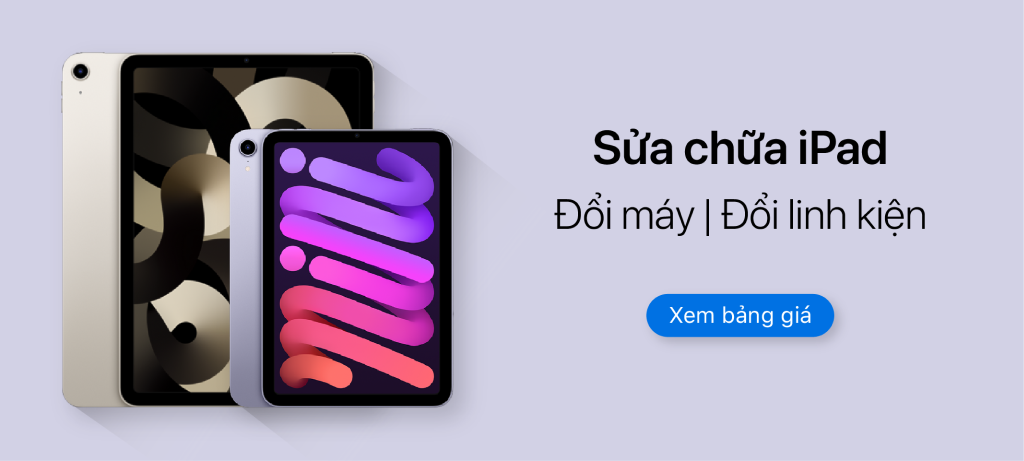 Sửa chữa iPad
Đổi máy | Đổi linh kiện
Xem bảng giá